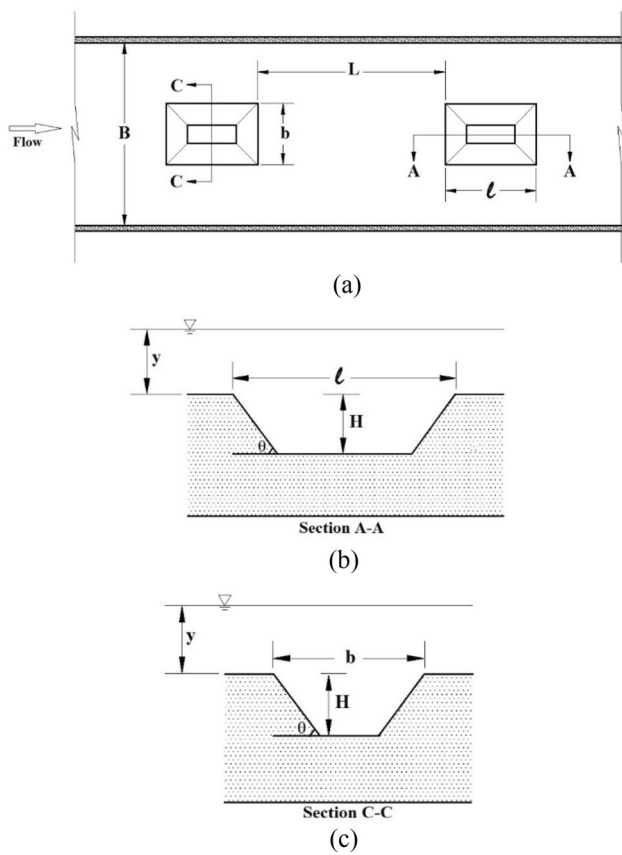 L
C
B
b
Flow
C
A
A
ℓ
(a)
y
ℓ
H
θ
Section A-A
(b)
y
b
H
θ
Section C-C
(c)